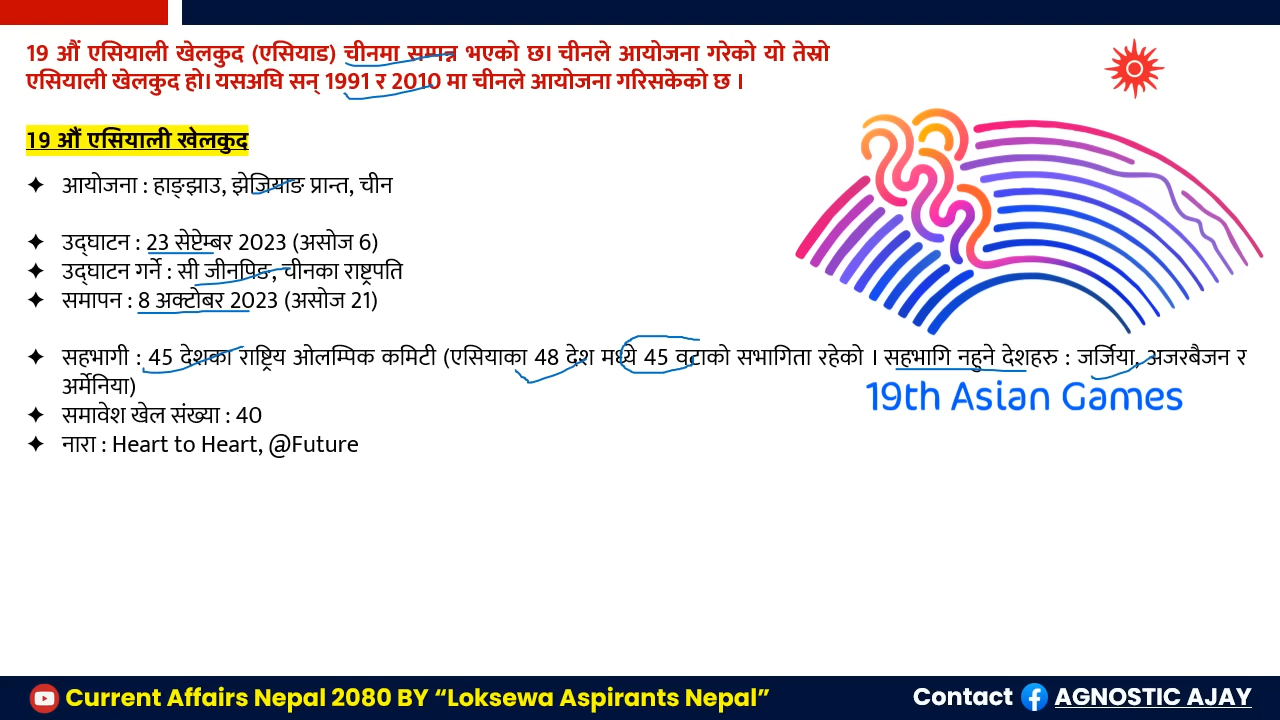 19 औं एसियाली खेलकुद (एसियाड) चीनमा सम्पन्न भएको छ। चीनले आयोजना गरेको यो तेस्रो
एसियाली खेलकुद हो। यसअघि सन् 1991 र 2010 मा चीनले आयोजना गरिसकेको छ ।
19 औं एसियाली खेलकुद
✦ आयोजना : हाङ्झाउ, झेजियाङ प्रान्त, चीन
✦ उद्घाटन : 23 सेप्टेम्बर 2023 (असोज 6)
✦ उद्घाटन गर्ने : सी जीनपिङ, चीनका राष्ट्रपति
✦ समापन : 8 अक्टोबर 2023 (असोज 21)
✦ सहभागी : 45 देशका राष्ट्रिय ओलम्पिक कमिटी (एसियाका 48 देश मध्ये 45 वटाको सभागिता रहेको । सहभागि नहुने देशहरु : जर्जिया, अजरबैजन र
अर्मेनिया)
19th Asian Games
✦ समावेश खेल संख्या : 40
✦ नारा : Heart to Heart, @Future
Current Affairs Nepal 2080 BY “Loksewa Aspirants Nepal”
Contact AGNOSTIC AJAY